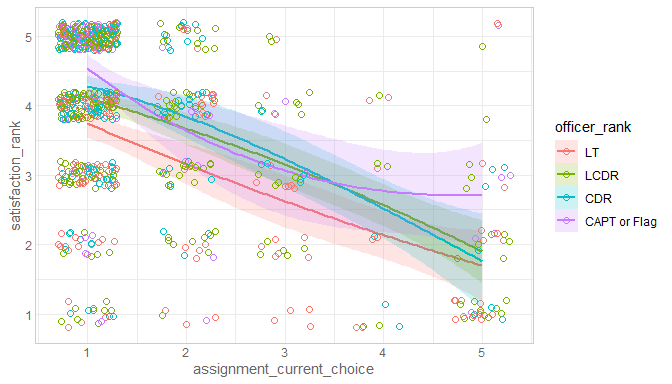 5
4
3
2
1
satisfaction_rank
1 2 3 4 5
assignment_current_choice
officer_rank
LT
LCDR
CDR
CAPT or Flag